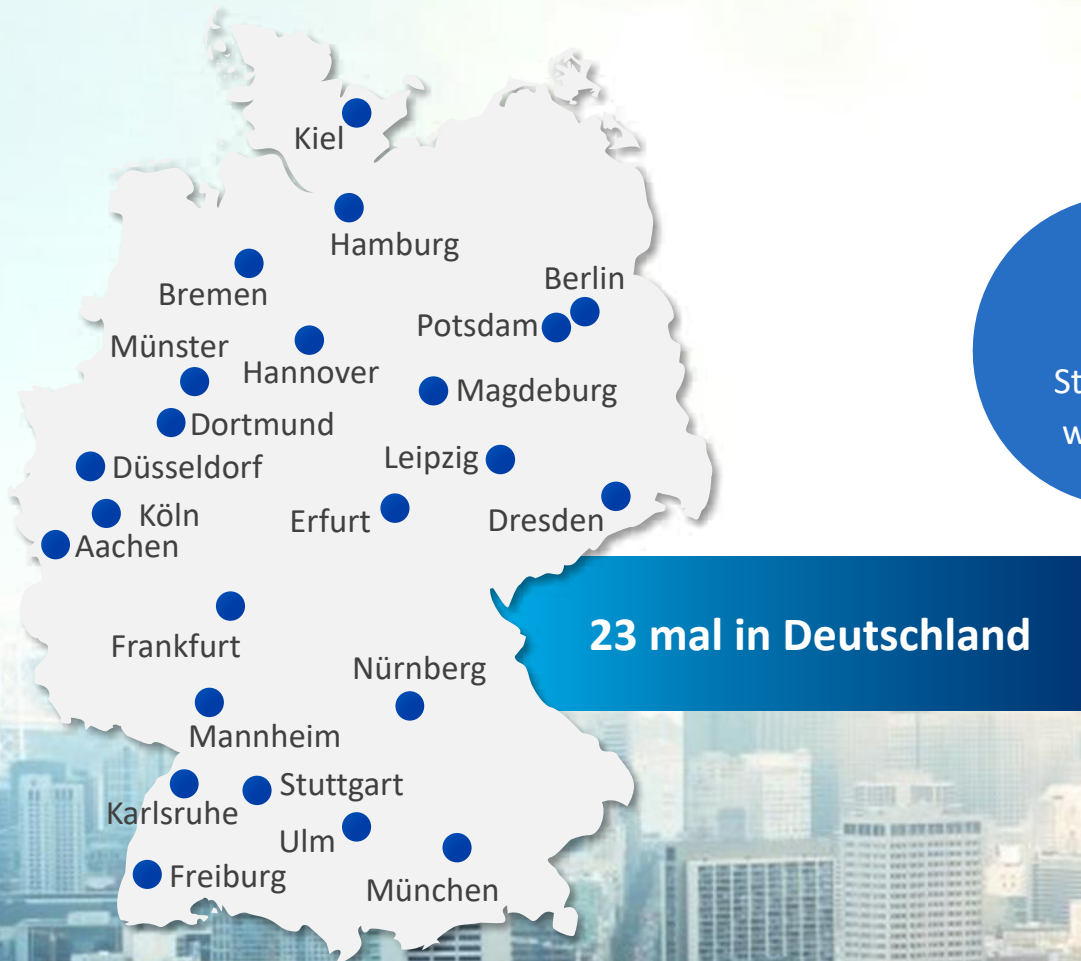 Kiel
Hamburg
Bremen
Berlin
Potsdam
Münster
Hannover
Magdeburg
Dortmund
Düsseldorf
Leipzig
Köln
Erfurt
Dresden
Aachen
23 mal in Deutschland
Frankfurt
Nürnberg
Mannheim
Stuttgart
Karlsruhe
Ulm
Freiburg
München